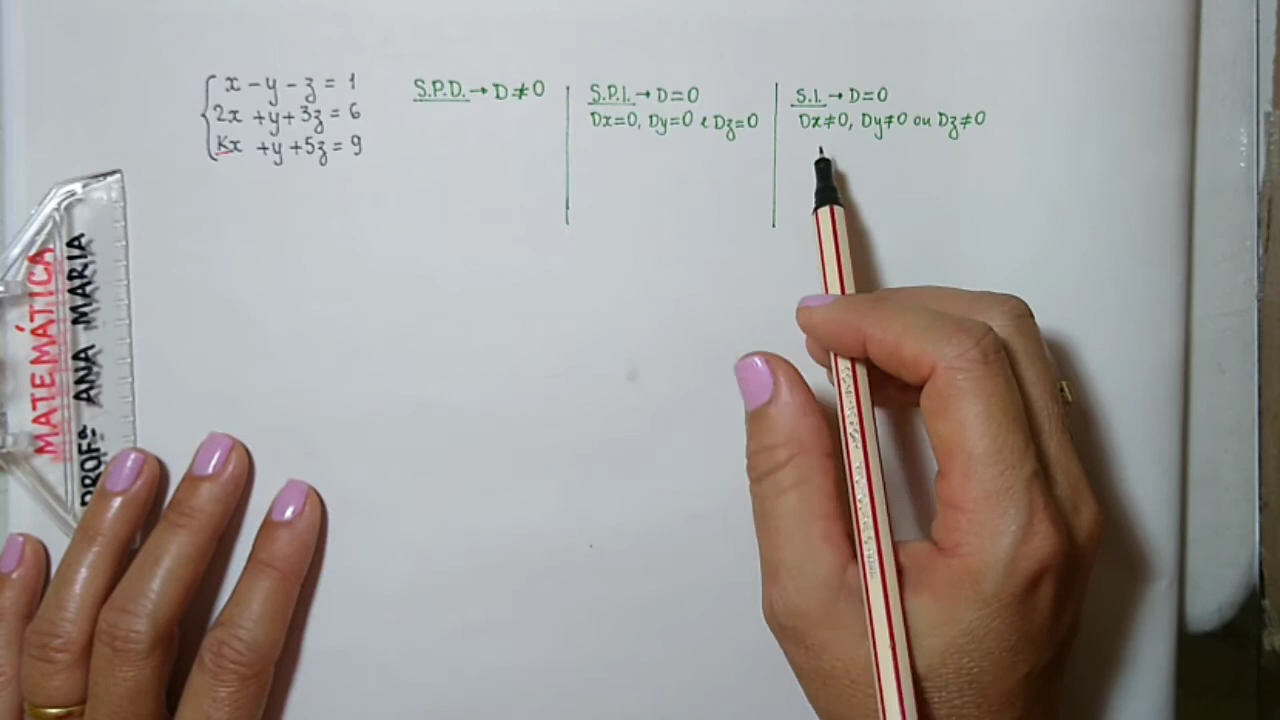 x - y - z = 1
2x + y + 3z = 6
Kx + y + 5z = 9
S.P.D. → D ≠ 0
S.P.I. → D = 0
Dx = 0, Dy = 0 e Dz = 0
S.I. → D = 0
Dx ≠ 0, Dy ≠ 0 ou Dz ≠ 0
MATEMÁTICA
PROFª ANA MARIA